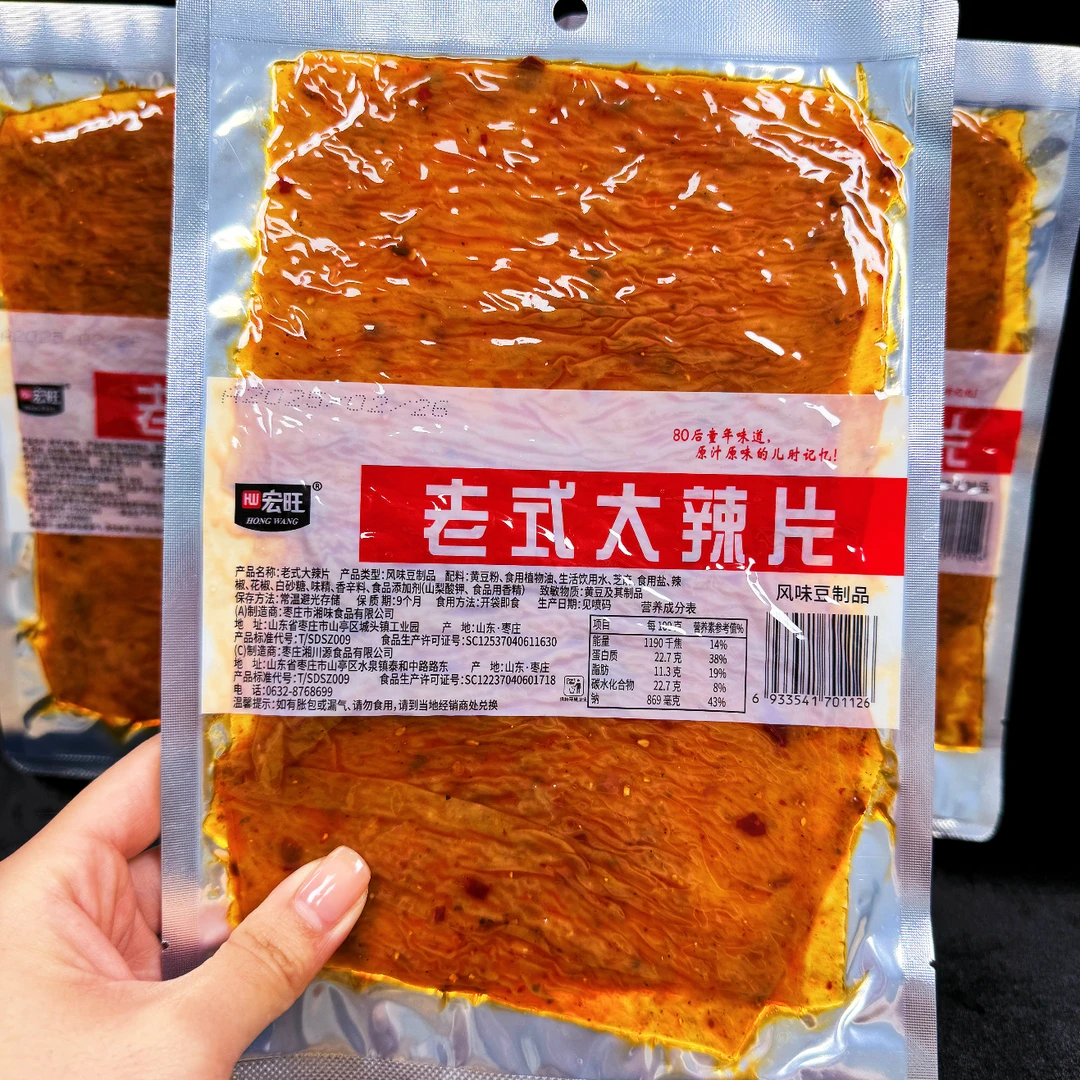 A2025/02/26
80后童年味道,
原汁原味的儿时记忆!
HW 宏旺®
HONG WANG
老式大辣片
产品名称:老式大辣片 产品类型:风味豆制品 配料:黄豆粉、食用植物油、生活饮用水、芝麻、食用盐、辣
椒、花椒、白砂糖、味精、香辛料、食品添加剂(山梨酸钾、食品用香精) 致敏物质:黄豆及其制品
保存方法:常温避光存储 保 质 期:9个月 食用方法:开袋即食 生产日期:见喷码
(A)制造商:枣庄市湘味食品有限公司
地 址:山东省枣庄市山亭区城头镇工业园 产 地:山东·枣庄
产品标准代号:T/SDSZ009 食品生产许可证号:SC12537040611630
(C)制造商:枣庄湘川源食品有限公司
地 址:山东省枣庄市山亭区水泉镇泰和中路路东 产 地:山东·枣庄
产品标准代号:T/SDSZ009 食品生产许可证号:SC12237040601718
电 话:0632-8768699
温馨提示:如有胀包或漏气、请勿食用,请到当地经销商处兑换
营养成分表
项目 每 100 克 营养素参考值%
能量 1190 千焦 14%
蛋白质 22.7 克 38%
脂肪 11.3 克 19%
碳水化合物 22.7 克 8%
钠 869 毫克 43%
风味豆制品
6 933541 701126
宏旺
HONG WANG
老
片